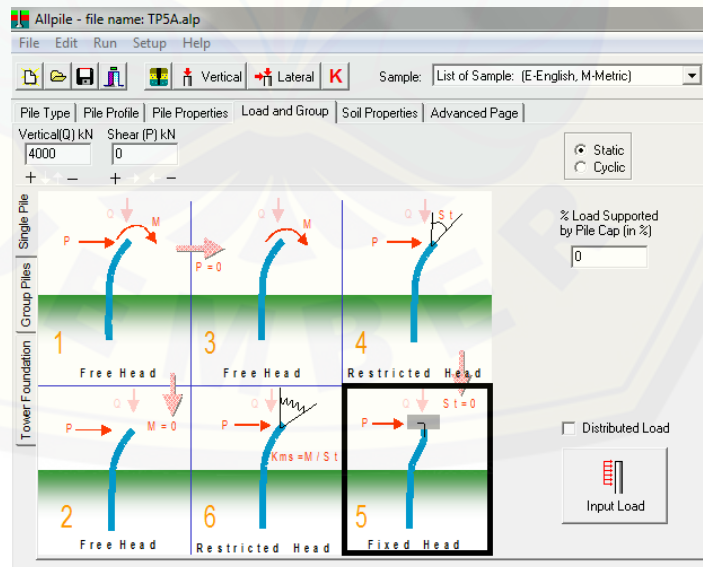 Allpile - file name: TP5A.alp
File Edit Run Setup Help
Vertical Lateral K Sample: List of Sample: (E-English, M-Metric)
Pile Type Pile Profile Pile Properties Load and Group Soil Properties Advanced Page
Vertical(Q) kN Shear (P) kN
4000 0
+ - + -
Static
Cyclic
% Load Supported
by Pile Cap (in %)
0
Single Pile
Group Piles
Tower Foundation
Q M
P
1
Free Head
P = 0
Q M
3
Free Head
Q St
P
4
Restricted Head
Q M = 0
P
2
Free Head
Q
P
Kms =M / St
6
Restricted Head
Q St=0
P
5
Fixed Head
Distributed Load
Input Load